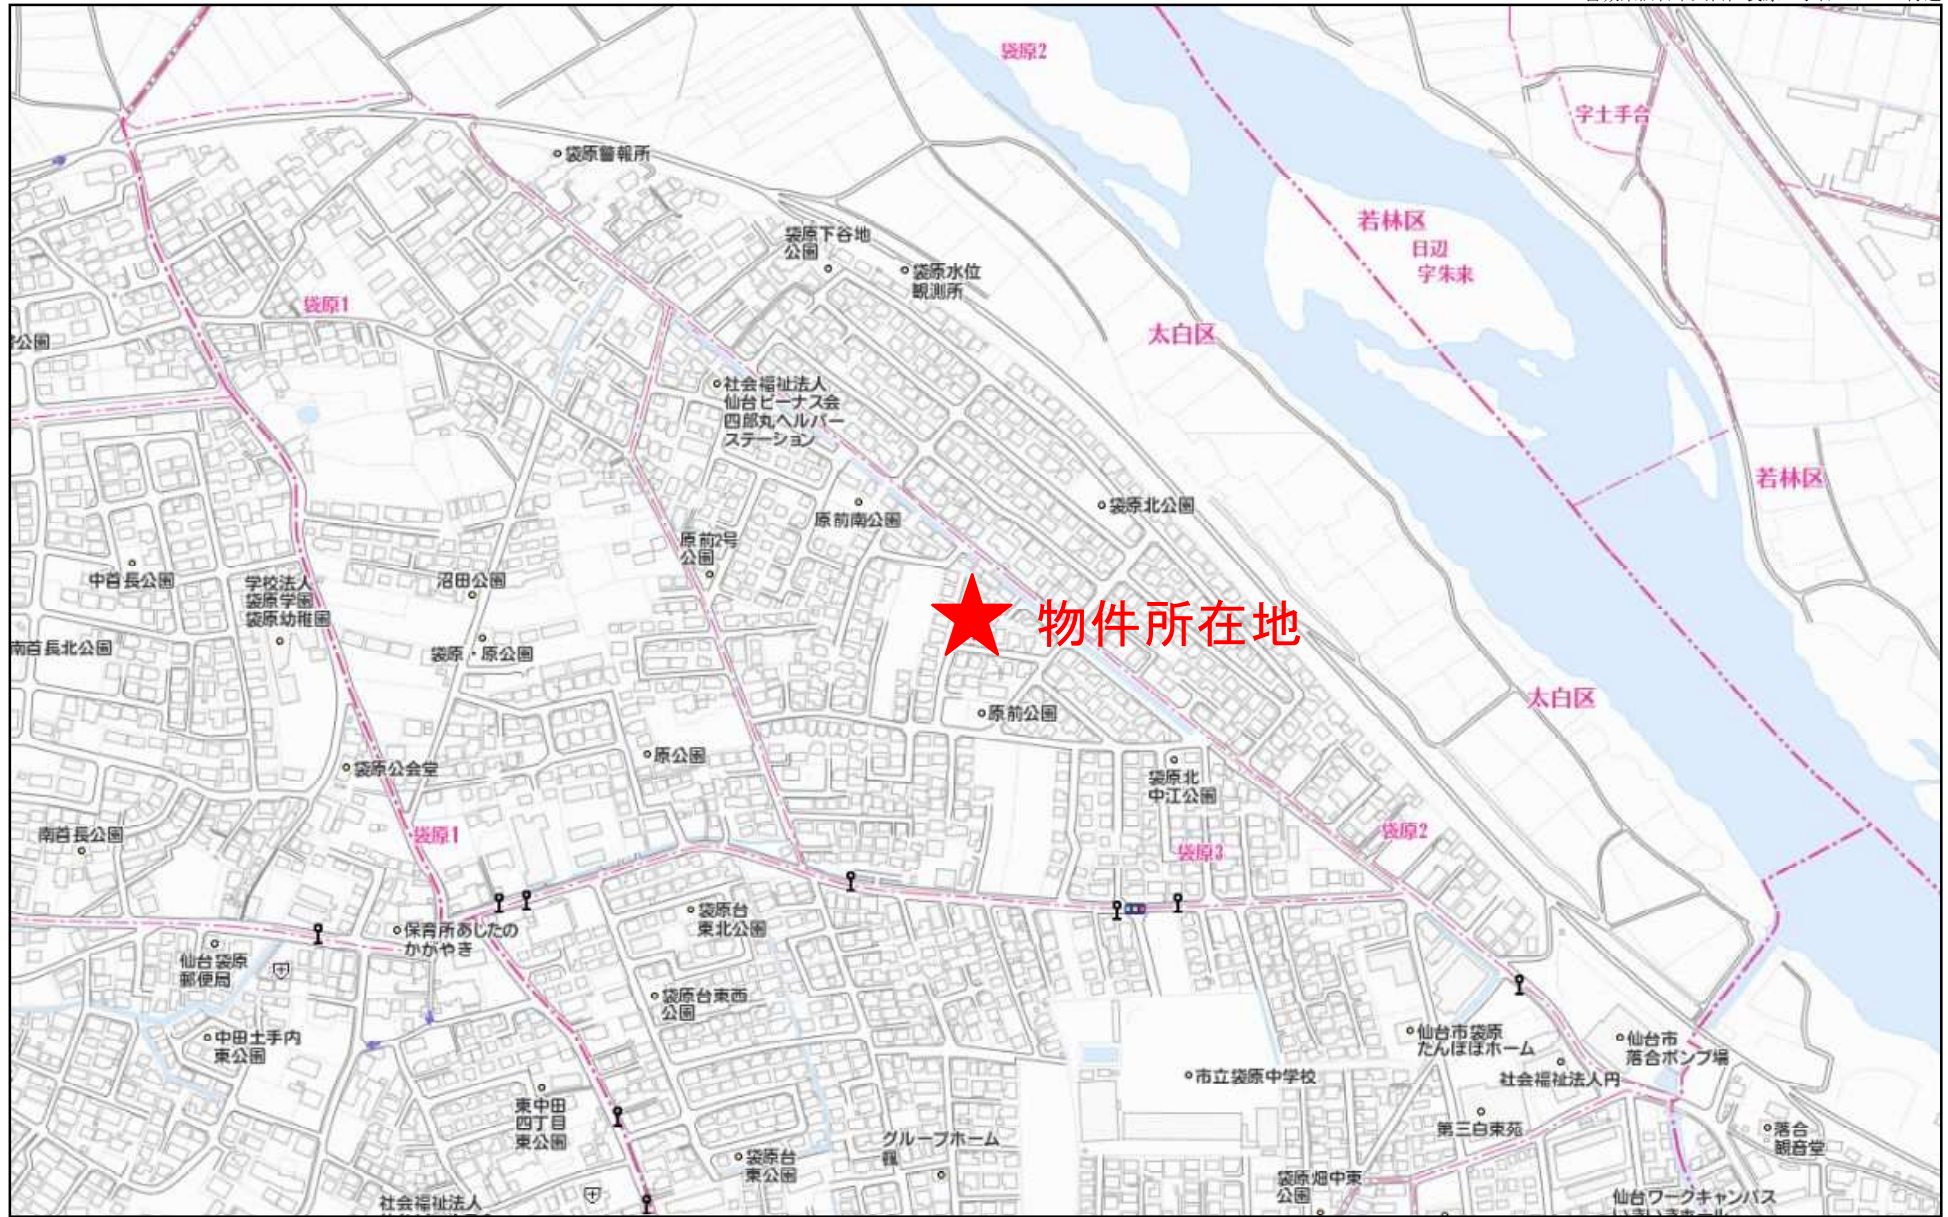 袋原2
字土手合
袋原警報所
若林区
日辺
字朱来
袋原下谷地
公園
袋原水位
観測所
袋原1
太白区
公園
社会福祉法人
仙台ビーナス会
四郎丸ヘルパー
ステーション
若林区
袋原北公園
原前南公園
原前2号
公園
中首長公園
学校法人
袋原学園
袋原幼稚園
沼田公園
物件所在地
南首長北公園
袋原・原公園
太白区
原前公園
原公園
袋原公会堂
袋原北
中江公園
南首長公園
袋原1
袋原2
袋原3
袋原台
東北公園
保育所あしたの
かがやき
仙台袋原
郵便局
袋原台東西
公園
中田土手内
東公園
仙台市袋原
たんぽぽホーム
仙台市
落合ポンプ場
市立袋原中学校
社会福祉法人円
東中田
四丁目
東公園
第三白東苑
グループホーム
落合
観音堂
袋原台
東公園
袋原畑中東
公園
社会福祉法人
仙台ワークキャンパス